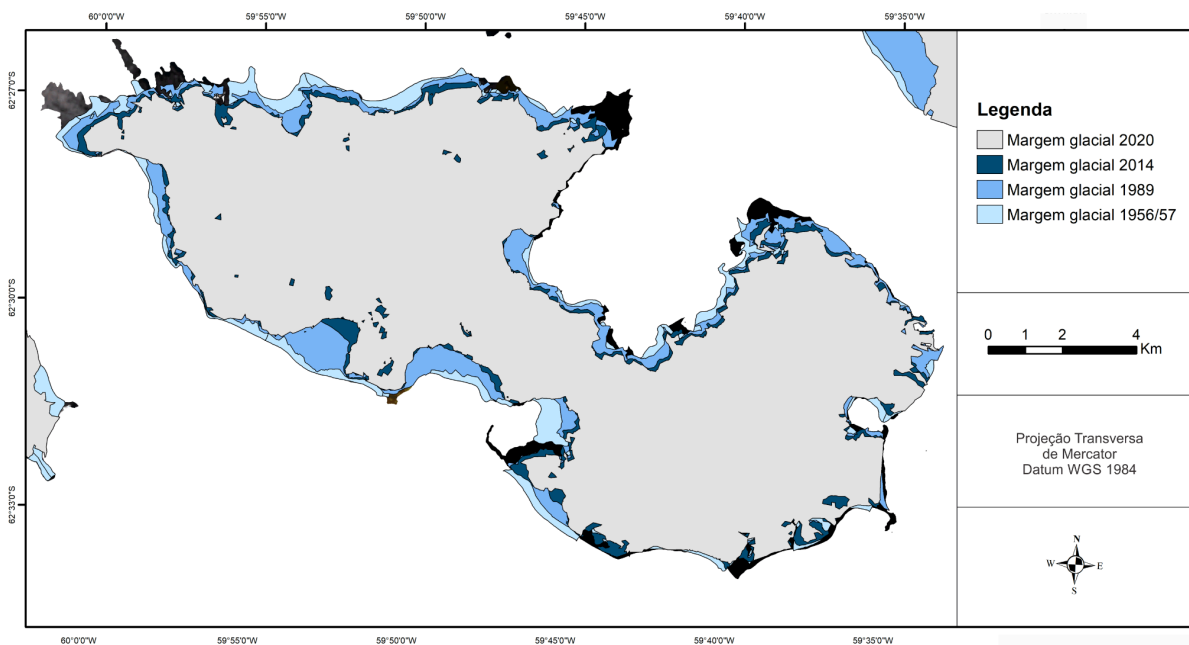 60°0'0"W 59°55'0"W 59°50'0"W 59°45'0"W 59°40'0"W 59°35'0"W
62°27'0"S
62°30'0"S
62°33'0"S
Legenda
Margem glacial 2020
Margem glacial 2014
Margem glacial 1989
Margem glacial 1956/57
0 1 2 4
Km
Projeção Transversa
de Mercator
Datum WGS 1984
N
W E
S
60°0'0"W 59°55'0"W 59°50'0"W 59°45'0"W 59°40'0"W 59°35'0"W